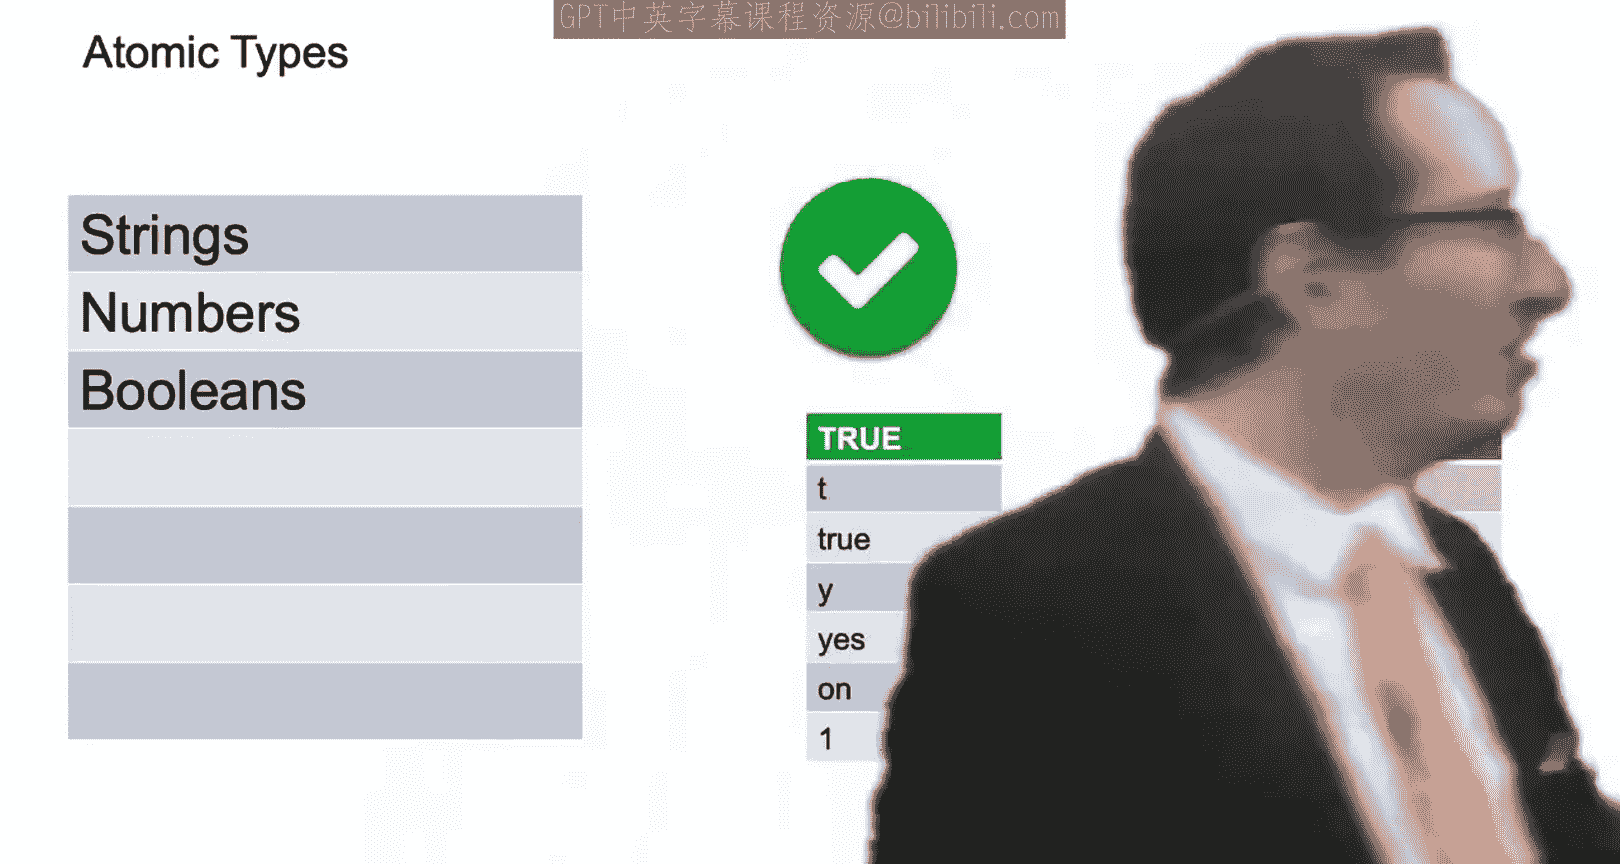 GPT中英字幕课程资源@bilibili.com
Atomic Types
Strings
Numbers
Booleans
TRUE
t
true
y
yes
on
1